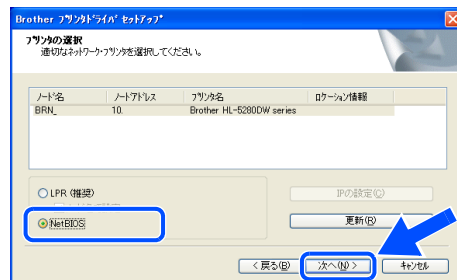 Brother プリンタドライバ セットアップ
プリンタの選択
適切なネットワーク・プリンタを選択してください。
ノード名 ノードアドレス プリンタ名 ロケーション情報
BRN_ 10. Brother HL-5280DW series
LPR (推奨)
IPの設定(C)
NetBIOS
更新(R)
< 戻る(B) 次へ(N) > キャンセル